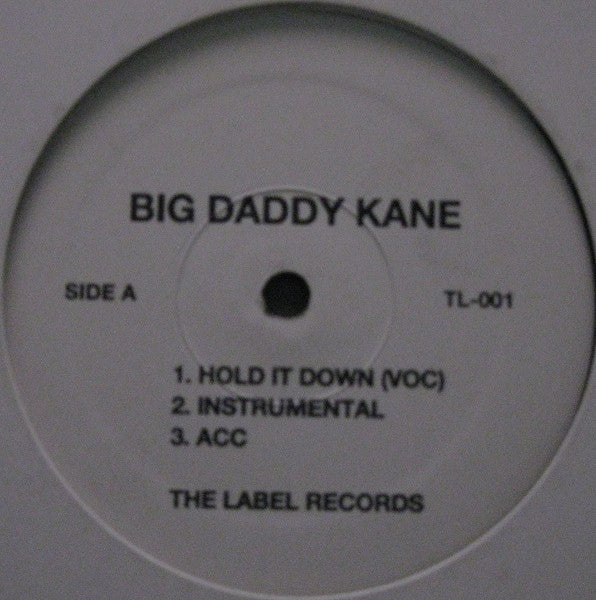 BIG DADDY KANE
SIDE A
TL-001
1. HOLD IT DOWN (VOC)
2. INSTRUMENTAL
3. ACC
THE LABEL RECORDS